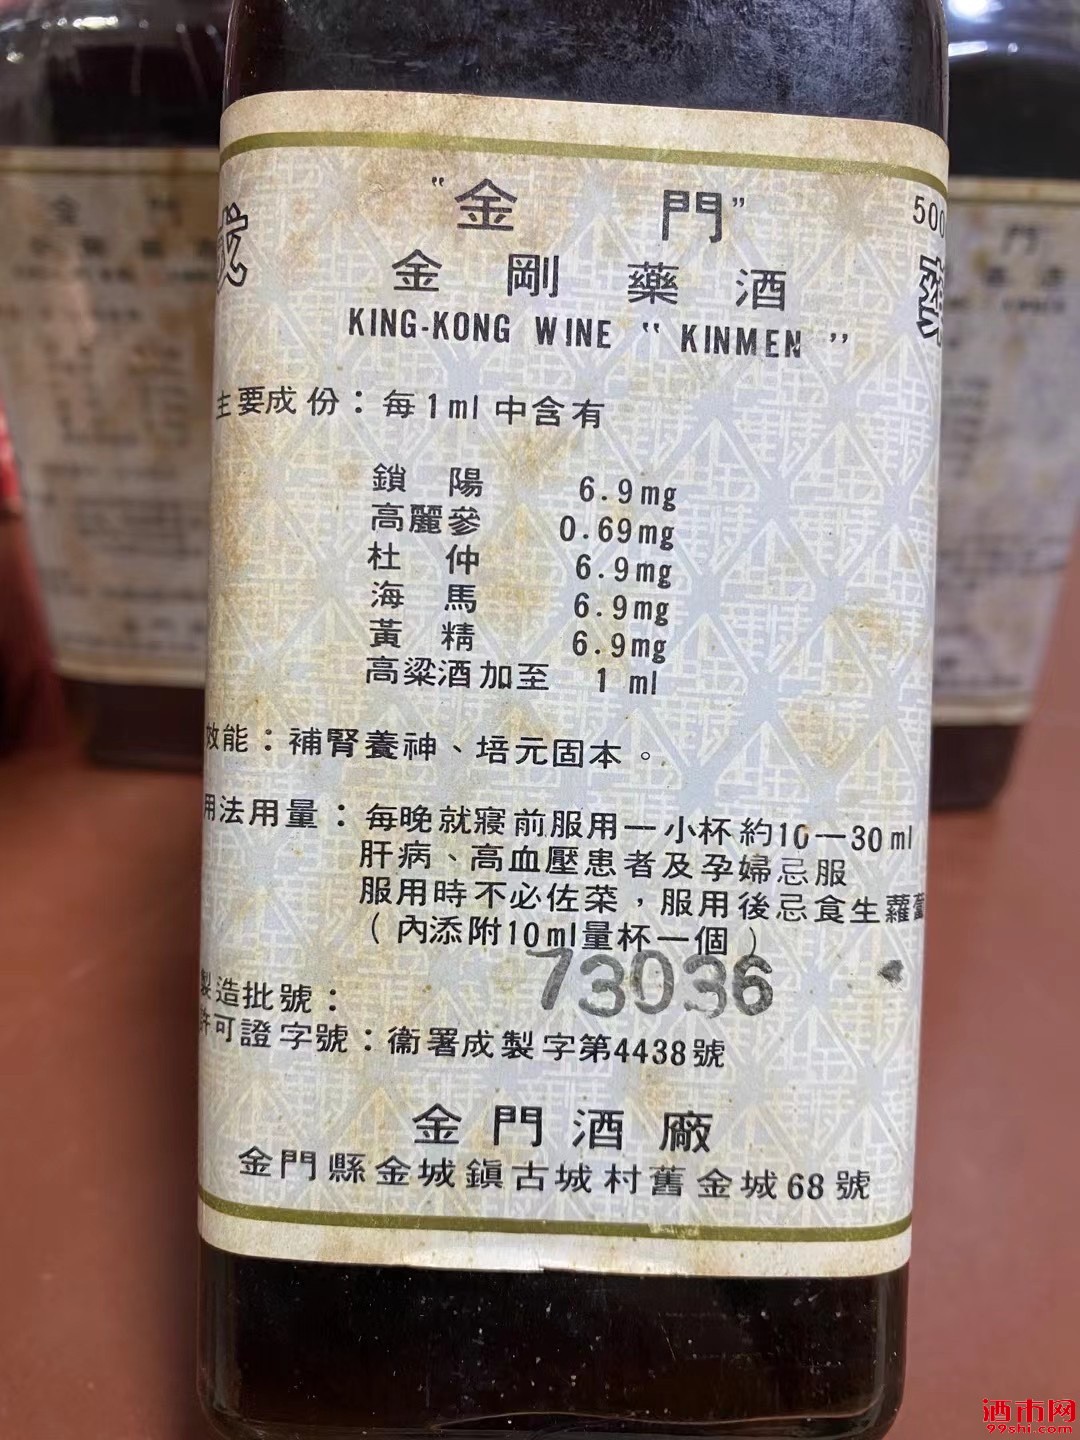 "金門"
金剛藥酒
KING-KONG WINE "KINMEN"
500
主要成份：每1ml中含有
鎖陽 6.9mg
高麗參 0.69mg
杜仲 6.9mg
海馬 6.9mg
黃精 6.9mg
高粱酒加至 1 ml
效能：補腎養神、培元固本。
用法用量：每晚就寢前服用一小杯約10—30ml
肝病、高血壓患者及孕婦忌服
服用時不必佐菜，服用後忌食生蘿蔔
（內添附10ml量杯一個）
製造批號：73036
許可證字號：衞署成製字第4438號
金門酒廠
金門縣金城鎮古城村舊金城68號
酒市网
99shi.com